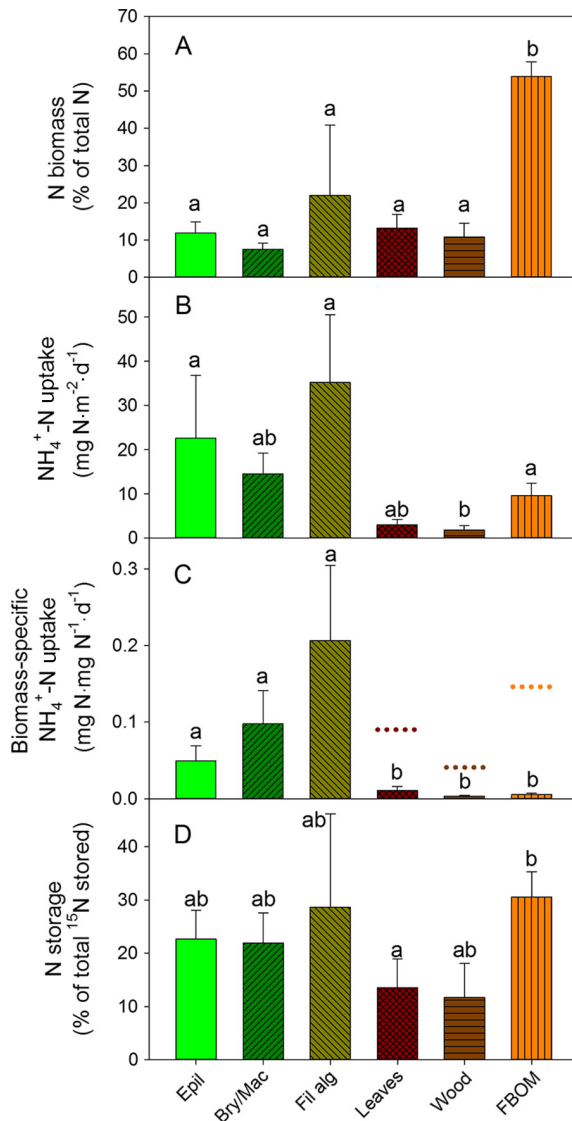 70
60
50
40
30
20
10
0
N biomass
(% of total N)
A
a
a
a
a
a
b
50
40
30
20
10
0
NH₄⁺-N uptake
(mg N·m⁻²·d⁻¹)
B
a
ab
a
ab
b
a
0.3
0.2
0.1
0.0
Biomass-specific
NH₄⁺-N uptake
(mg N·mg N⁻¹·d⁻¹)
C
a
a
a
b
b
b
40
30
20
10
0
N storage
(% of total ¹⁵N stored)
D
ab
ab
ab
a
ab
b
Epil
Bry/Mac
Fil alg
Leaves
Wood
FBOM